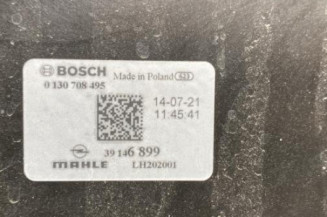 BOSCH Made in Poland 523
0 130 708 495
14-07-21
11:45:41
39 146 899
MAHLE LH202001